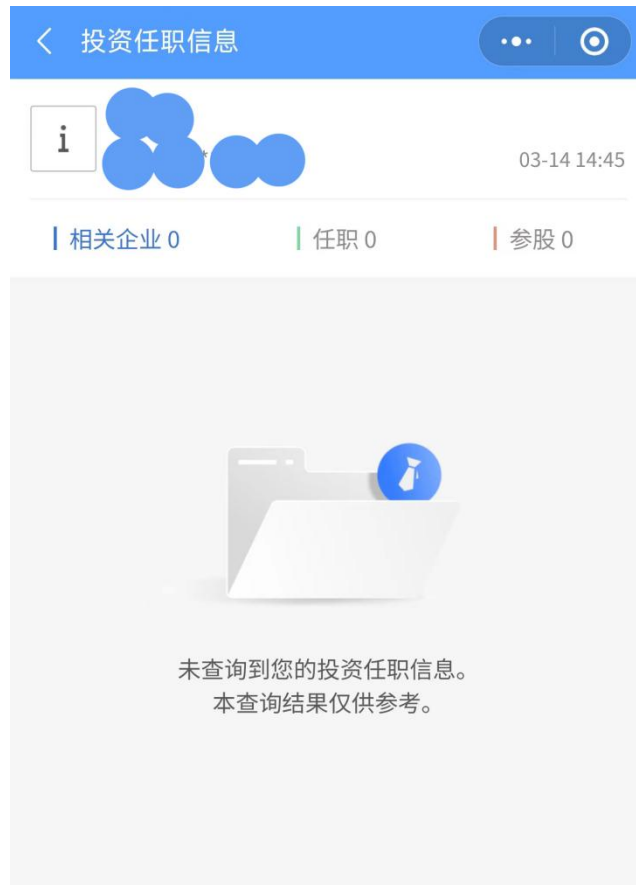 投资任职信息
i
*
03-14 14:45
相关企业 0
任职 0
参股 0
未查询到您的投资任职信息。
本查询结果仅供参考。